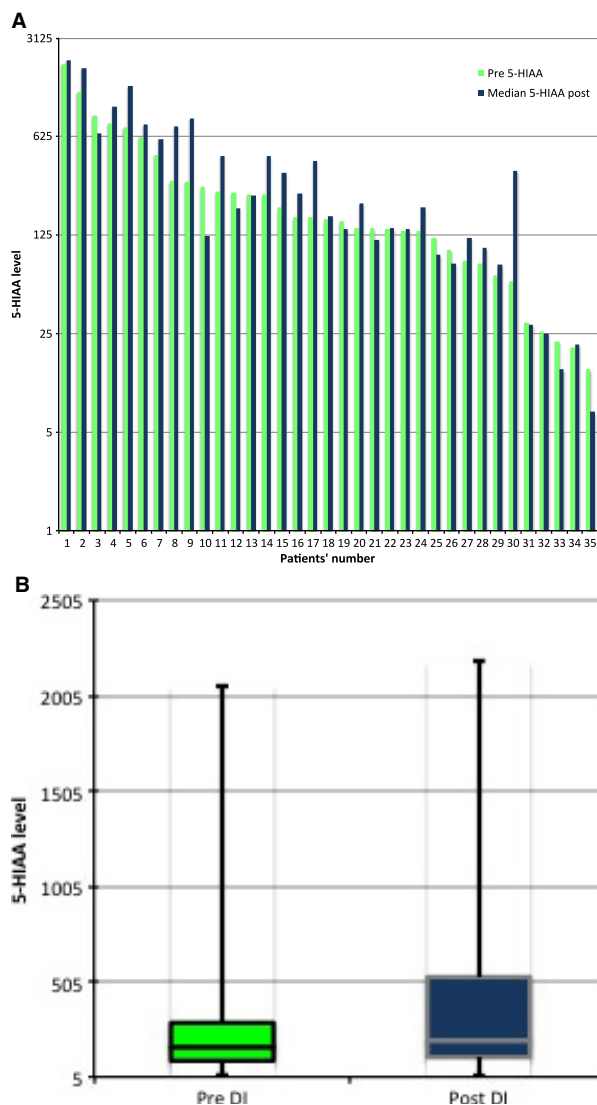 A
3125
625
125
25
5
1
5-HIAA level
Pre 5-HIAA
Median 5-HIAA post
1 2 3 4 5 6 7 8 9 10 11 12 13 14 15 16 17 18 19 20 21 22 23 24 25 26 27 28 29 30 31 32 33 34 35
Patients' number
B
2505
2005
1505
1005
505
5
5-HIAA level
Pre DI
Post DI